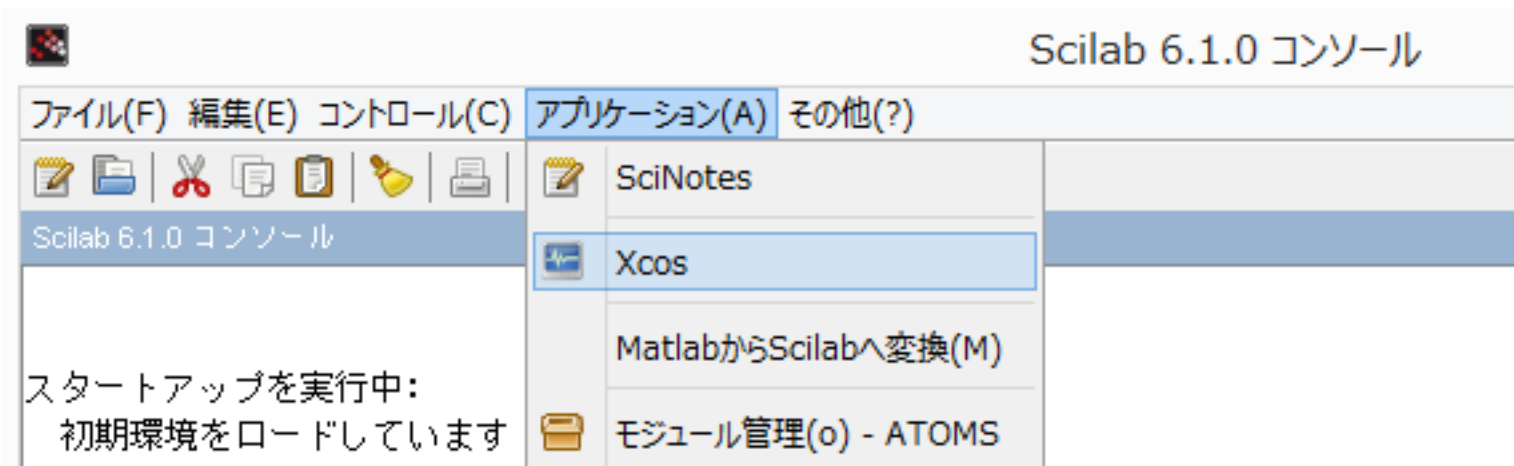 Scilab 6.1.0 コンソール
ファイル(F) 編集(E) コントロール(C) アプリケーション(A) その他(?)
SciNotes
Scilab 6.1.0 コンソール
Xcos
MatlabからScilabへ変換(M)
スタートアップを実行中:
初期環境をロードしています
モジュール管理(o) - ATOMS